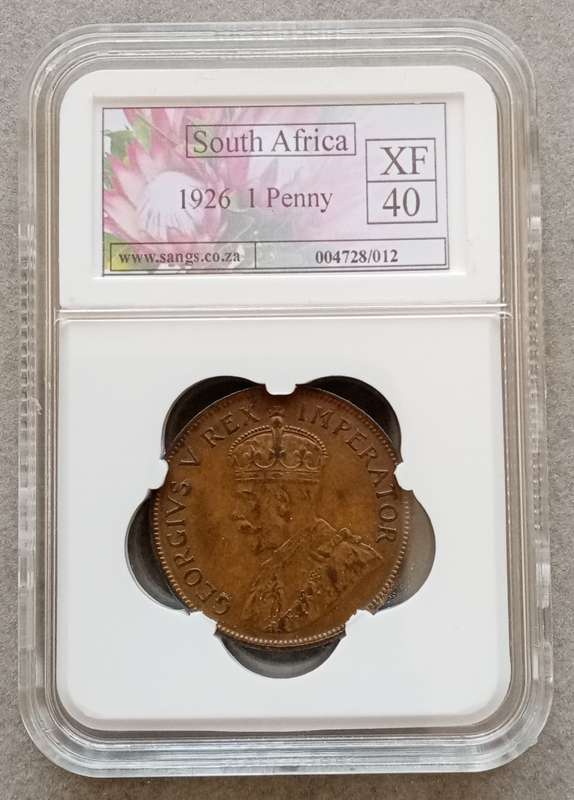 South Africa
XF
1926 1 Penny
40
www.sangs.co.za
004728/012
GEORGIVS V REX IMPERATOR